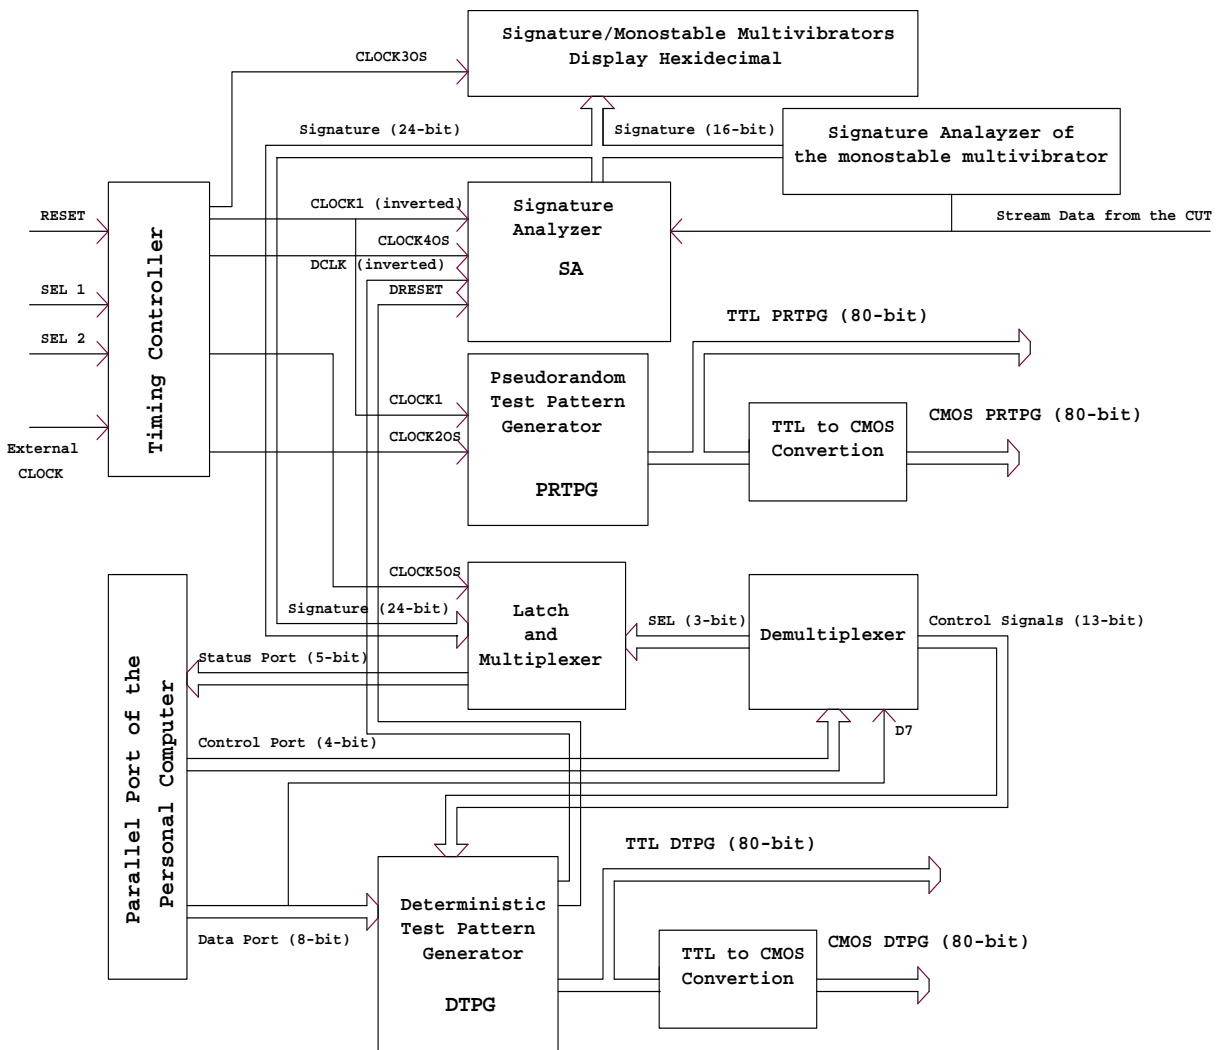 Signature/Monostable Multivibrators
Display Hexidecimal
CLOCK3OS
Signature (24-bit)
Signature (16-bit)
Signature Analayzer of
the monostable multivibrator
RESET
SEL 1
SEL 2
External
CLOCK
Timing Controller
CLOCK1 (inverted)
CLOCK4OS
DCLK (inverted)
DRESET
Signature
Analyzer
SA
Stream Data from the CUT
TTL PRTPG (80-bit)
Pseudorandom
Test Pattern
Generator
PRTPG
CLOCK1
CLOCK2OS
TTL to CMOS
Convertion
CMOS PRTPG (80-bit)
CLOCK5OS
Signature (24-bit)
Latch
and
Multiplexer
SEL (3-bit)
Demultiplexer
Control Signals (13-bit)
Status Port (5-bit)
Parallel Port of the
Personal Computer
Control Port (4-bit)
D7
Data Port (8-bit)
Deterministic
Test Pattern
Generator
DTPG
TTL DTPG (80-bit)
TTL to CMOS
Convertion
CMOS DTPG (80-bit)